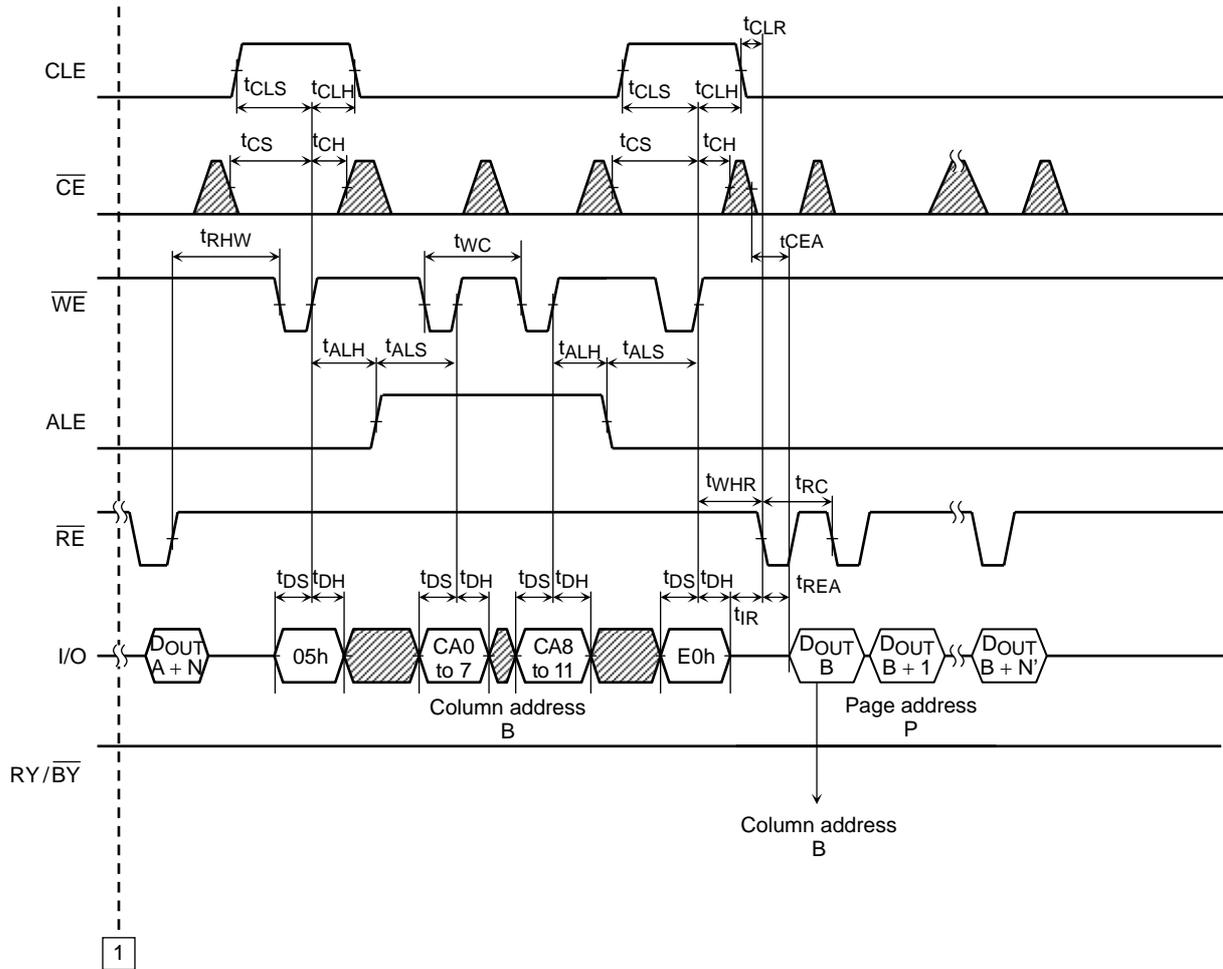 tCLR
CLE
tCLS tCLH tCLS tCLH
tCS tCH tCS tCH
CE
tRHW tWC tCEA
WE
tALH tALS tALH tALS
ALE
tWHR tRC
RE
tDS tDH tDS tDH tDS tDH tDS tDH tREA
tIR
I/O
DOUT
A + N
05h
CA0
to 7
CA8
to 11
E0h
DOUT
B
DOUT
B + 1
DOUT
B + N'
Column address
B
Page address
P
RY/BY
Column address
B
1